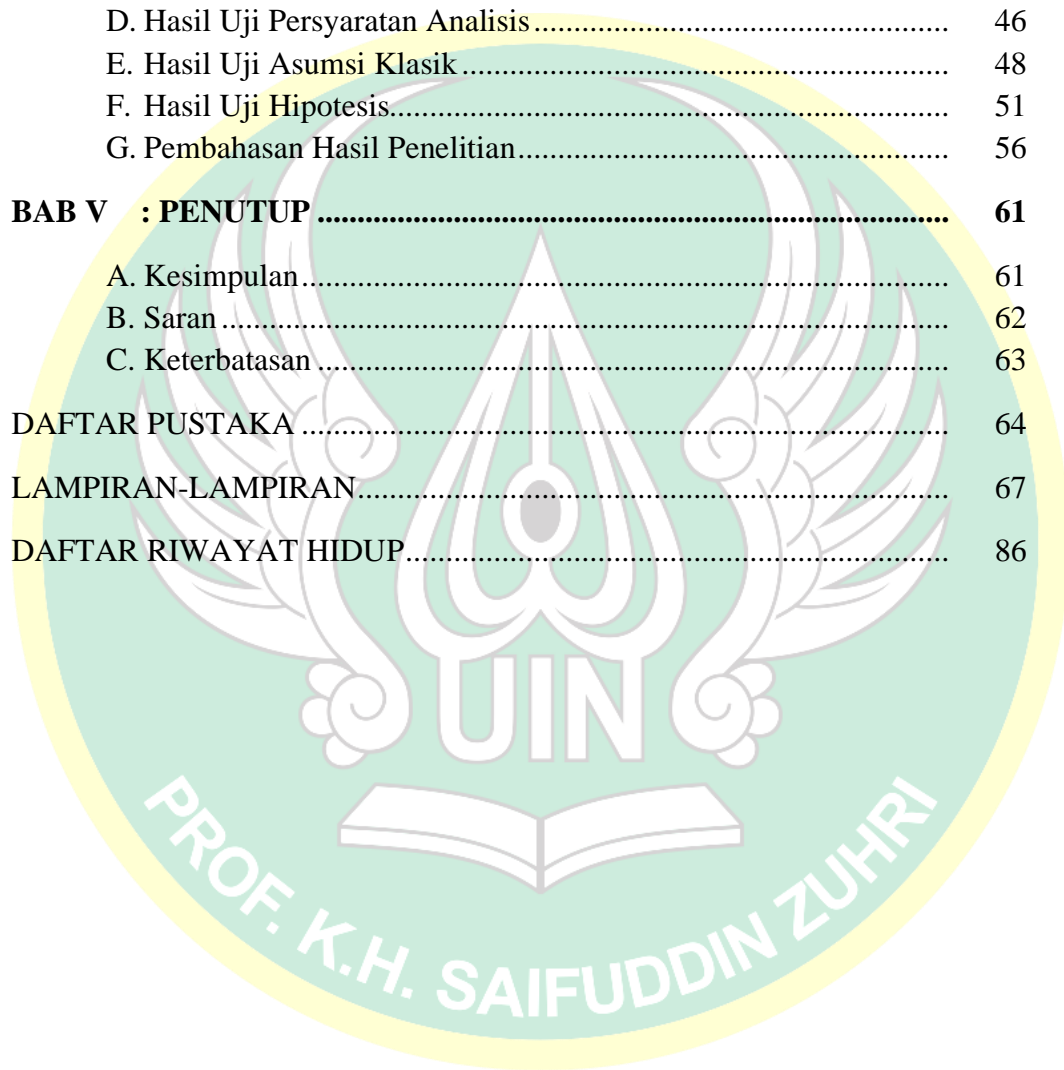 D. Hasil Uji Persyaratan Analisis ..................................................... 46
E. Hasil Uji Asumsi Klasik .............................................................. 48
F. Hasil Uji Hipotesis........................................................................ 51
G. Pembahasan Hasil Penelitian ....................................................... 56
BAB V : PENUTUP ................................................................................. 61
A. Kesimpulan ................................................................................... 61
B. Saran ............................................................................................. 62
C. Keterbatasan ................................................................................. 63
DAFTAR PUSTAKA ................................................................................... 64
LAMPIRAN-LAMPIRAN ............................................................................ 67
DAFTAR RIWAYAT HIDUP ...................................................................... 86
UIN
PROF. K.H. SAIFUDDIN ZUHRI